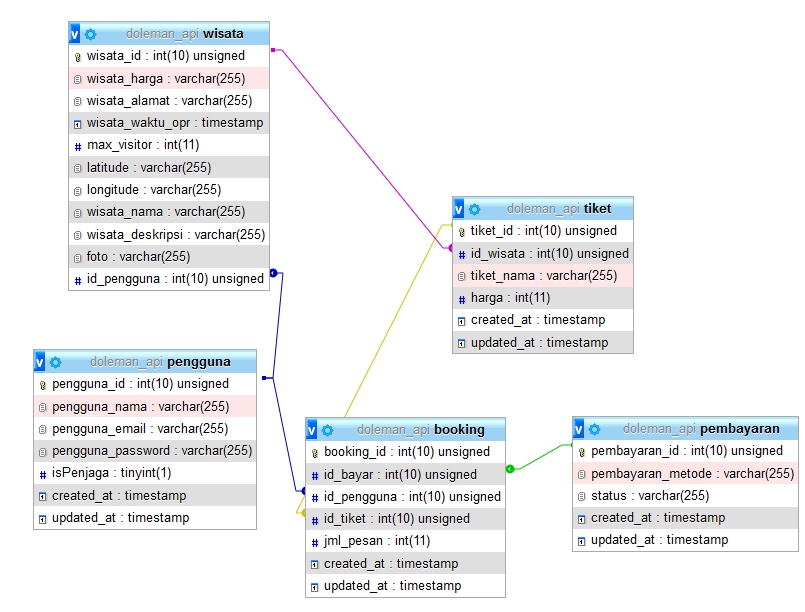 doleman_api wisata
wisata_id : int(10) unsigned
wisata_harga : varchar(255)
wisata_alamat : varchar(255)
wisata_waktu_opr : timestamp
# max_visitor : int(11)
latitude : varchar(255)
longitude : varchar(255)
wisata_nama : varchar(255)
wisata_deskripsi : varchar(255)
foto : varchar(255)
# id_pengguna : int(10) unsigned
doleman_api tiket
tiket_id : int(10) unsigned
# id_wisata : int(10) unsigned
tiket_nama : varchar(255)
# harga : int(11)
created_at : timestamp
updated_at : timestamp
doleman_api pengguna
pengguna_id : int(10) unsigned
pengguna_nama : varchar(255)
pengguna_email : varchar(255)
pengguna_password : varchar(255)
# isPenjaga : tinyint(1)
created_at : timestamp
updated_at : timestamp
doleman_api booking
booking_id : int(10) unsigned
# id_bayar : int(10) unsigned
# id_pengguna : int(10) unsigned
# id_tiket : int(10) unsigned
# jml_pesan : int(11)
created_at : timestamp
updated_at : timestamp
doleman_api pembayaran
pembayaran_id : int(10) unsigned
pembayaran_metode : varchar(255)
status : varchar(255)
created_at : timestamp
updated_at : timestamp